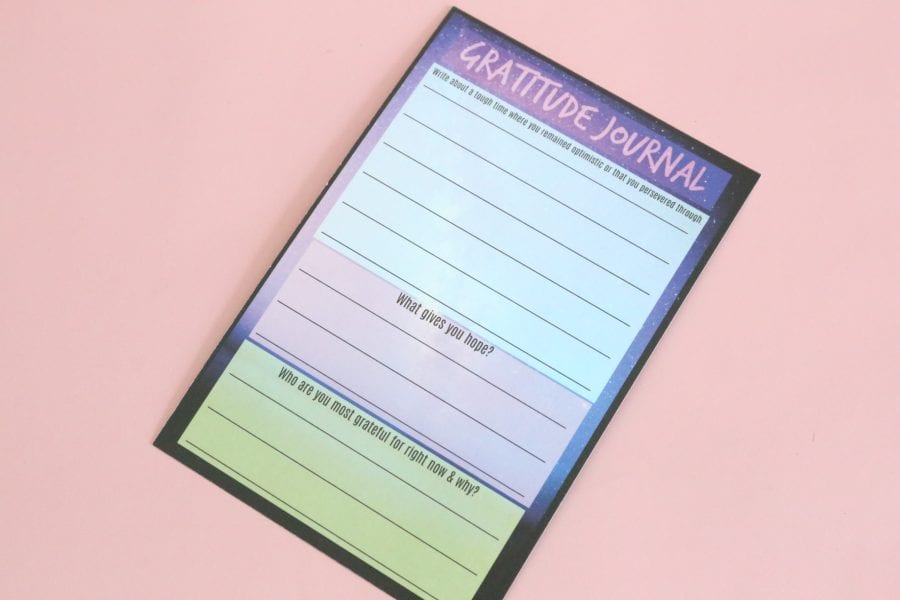 GRATITUDE JOURNAL
Write about a tough time where you remained optimistic or that you persevered through
What gives you hope?
Who are you most grateful for right now & why?